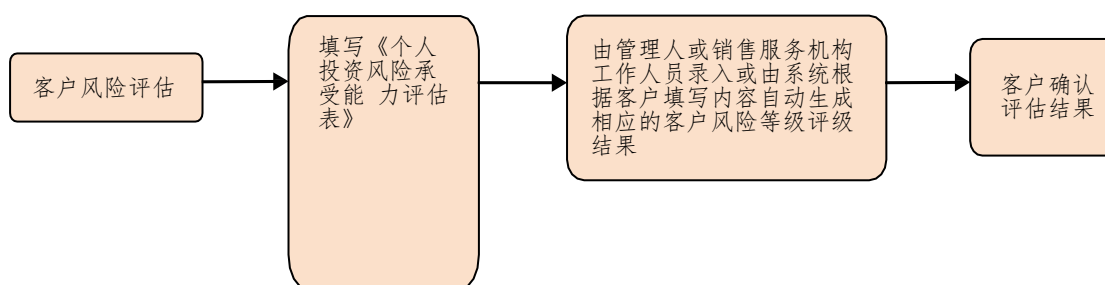 客户风险评估
填写《个人
投资风险承
受能 力评估
表》
由管理人或销售服务机构
工作人员录入或由系统根
据客户填写内容自动生成
相应的客户风险等级评级
结果
客户确认
评估结果